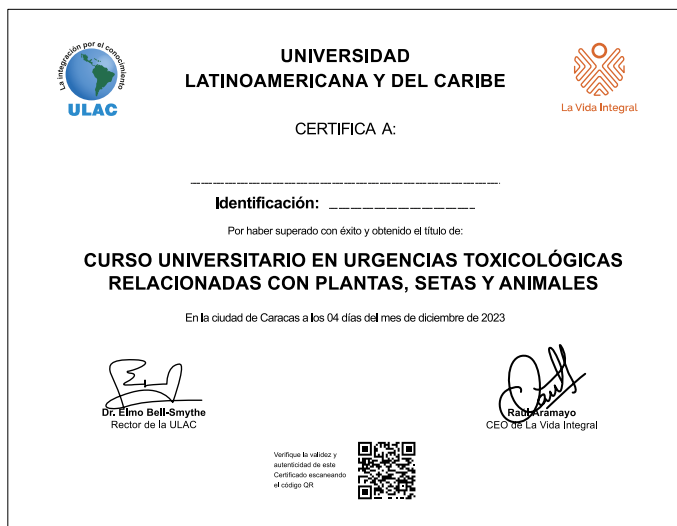 La integración por el conocimiento
ULAC
UNIVERSIDAD
LATINOAMERICANA Y DEL CARIBE
La Vida Integral
CERTIFICA A:
Identificación:
Por haber superado con éxito y obtenido el título de:
CURSO UNIVERSITARIO EN URGENCIAS TOXICOLÓGICAS
RELACIONADAS CON PLANTAS, SETAS Y ANIMALES
En la ciudad de Caracas a los 04 días del mes de diciembre de 2023
Dr. Elmo Bell-Smythe
Rector de la ULAC
Raúl Aramayo
CEO de La Vida Integral
Verifique la validez y
autenticidad de este
Certificado escaneando
el código QR